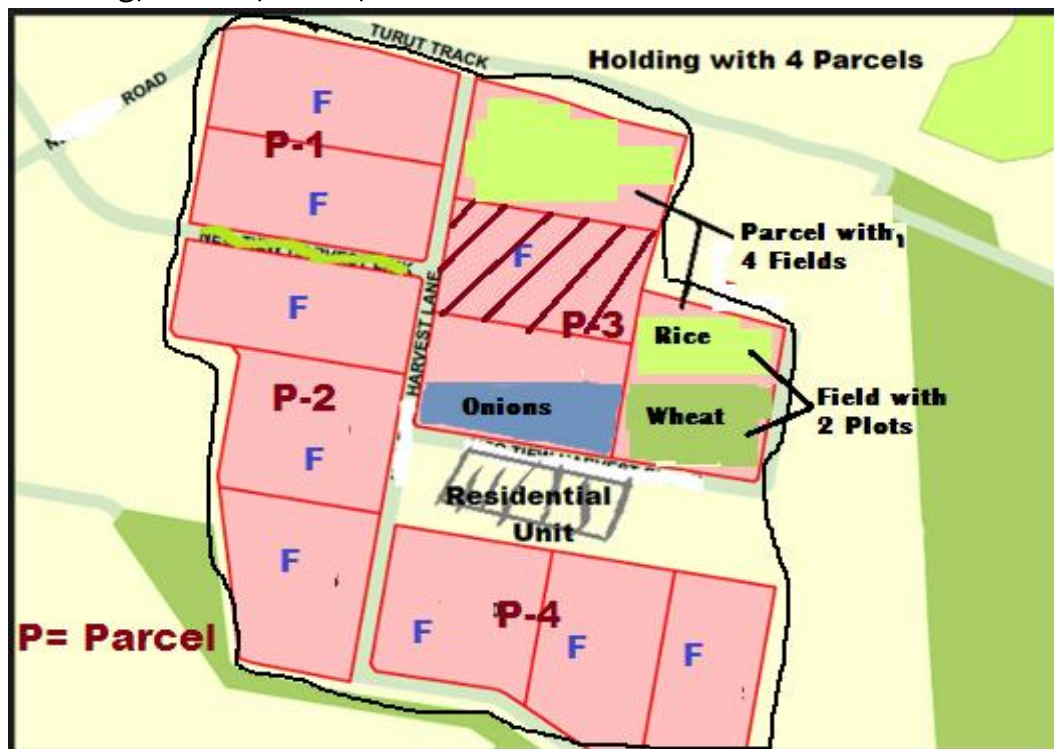 TURUT TRACK
Holding with 4 Parcels
ROAD
F
P-1
F
Parcel with
4 Fields
F
F
HARVEST LANE
P-3
Rice
P-2
Onions
Wheat
Field with
2 Plots
F
Residential
Unit
F
P-4
F
F
F
P= Parcel